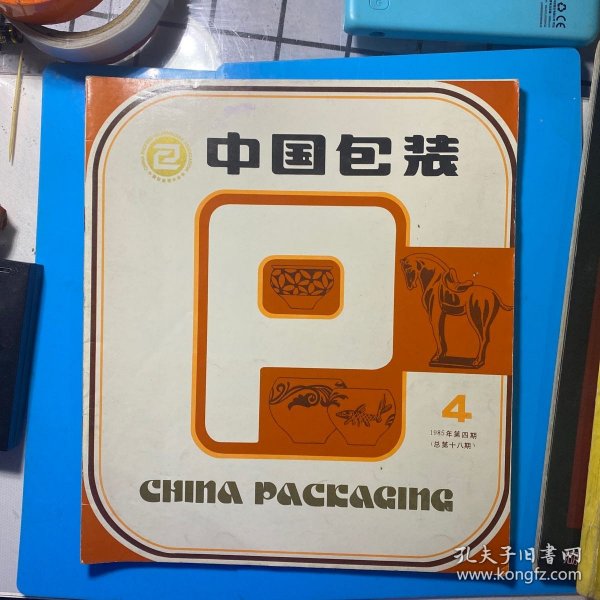 中国包装
4
1985年第四期
(总第十八期)
CHINA PACKAGING
孔夫子旧书网
www.kongfz.com